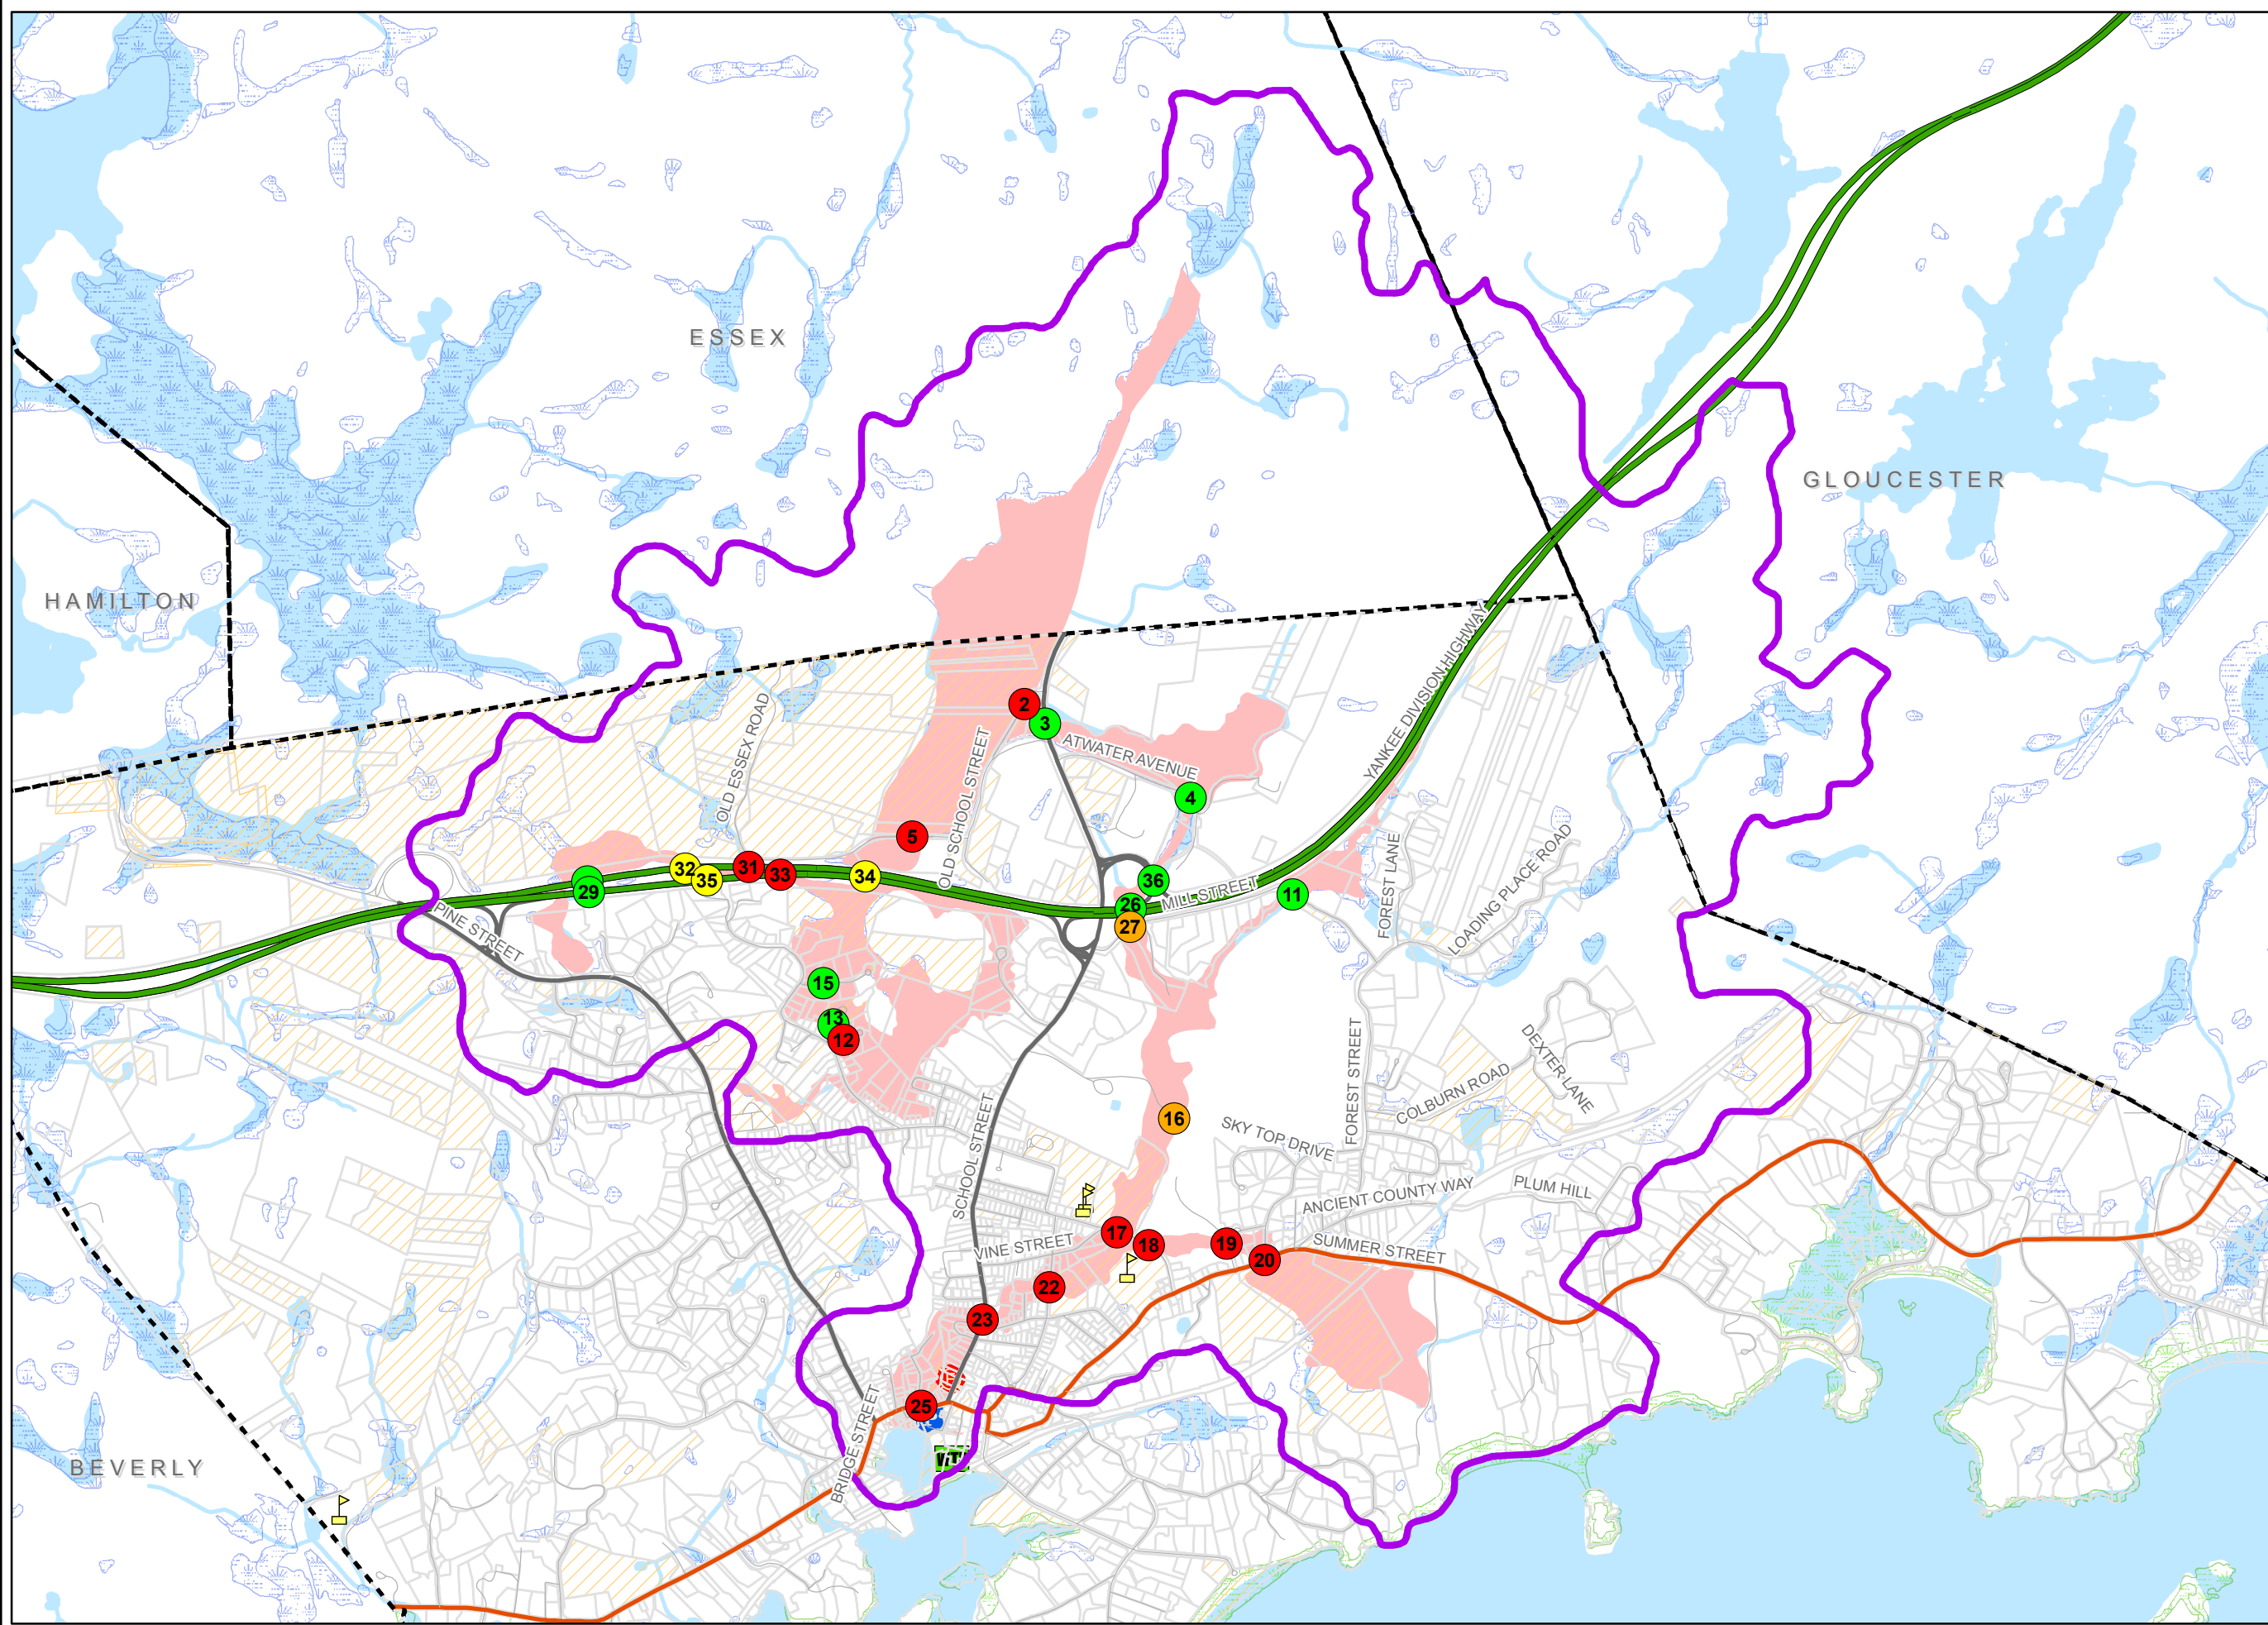 ESSEX
GLOUCESTER
HAMILTON
YANKEE DIVISION HIGHWAY
OLD ESSEX ROAD
2
3
ATWATER AVENUE
OLD SCHOOL STREET
4
5
32
35
31
33
34
29
36
26
27
MILL STREET
11
FOREST LANE
LOADING PLACE ROAD
PINE STREET
15
13
12
16
SCHOOL STREET
SKY TOP DRIVE
FOREST STREET
COLBURN ROAD
DEXTER LANE
ANCIENT COUNTY WAY
PLUM HILL
17
18
19
20
VINE STREET
SUMMER STREET
22
23
25
BRIDGE STREET
BEVERLY